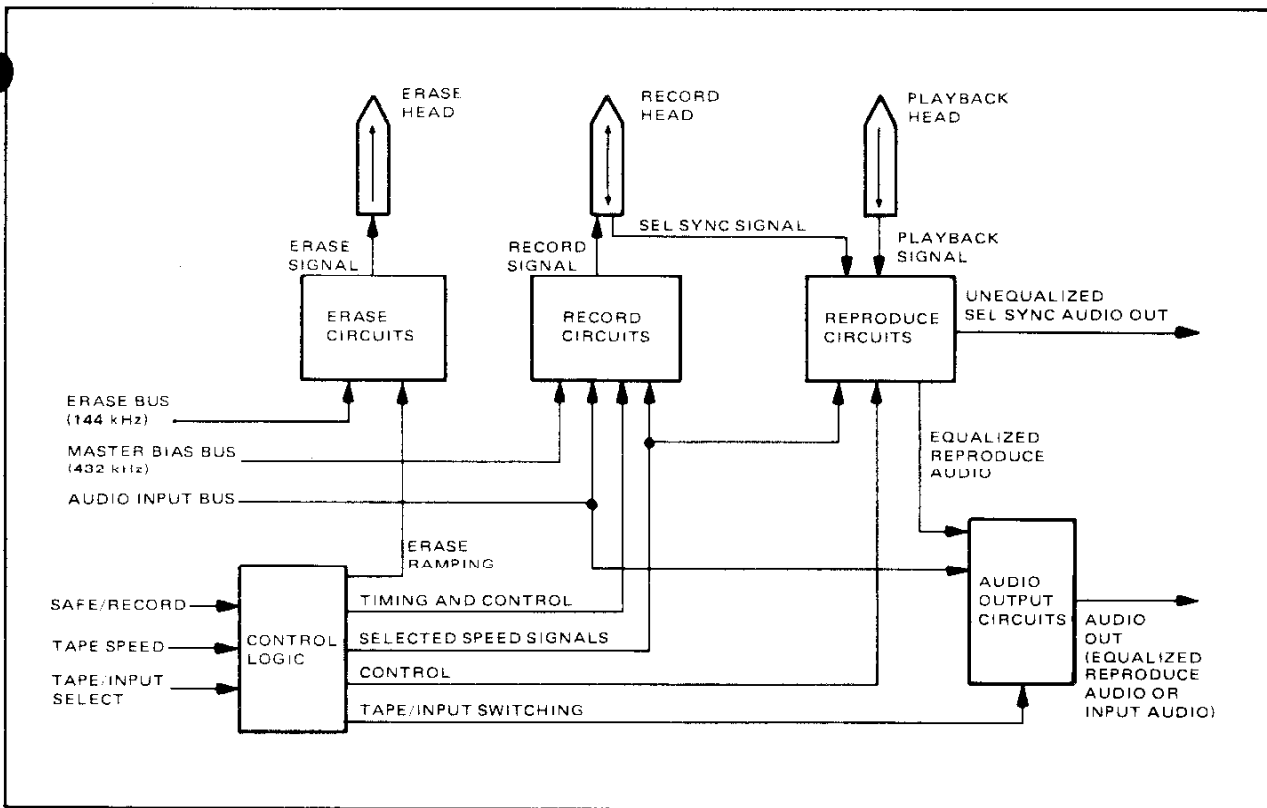 ERASE
HEAD
RECORD
HEAD
PLAYBACK
HEAD
SEL SYNC SIGNAL
ERASE
SIGNAL
RECORD
SIGNAL
PLAYBACK
SIGNAL
ERASE
CIRCUITS
RECORD
CIRCUITS
REPRODUCE
CIRCUITS
UNEQUALIZED
SEL SYNC AUDIO OUT
ERASE BUS
(144 kHz)
MASTER BIAS BUS
(432 kHz)
AUDIO INPUT BUS
EQUALIZED
REPRODUCE
AUDIO
ERASE
RAMPING
SAFE/RECORD
TAPE SPEED
TAPE/INPUT
SELECT
CONTROL
LOGIC
TIMING AND CONTROL
SELECTED SPEED SIGNALS
CONTROL
TAPE/INPUT SWITCHING
AUDIO
OUTPUT
CIRCUITS
AUDIO
OUT
(EQUALIZED
REPRODUCE
AUDIO OR
INPUT AUDIO)